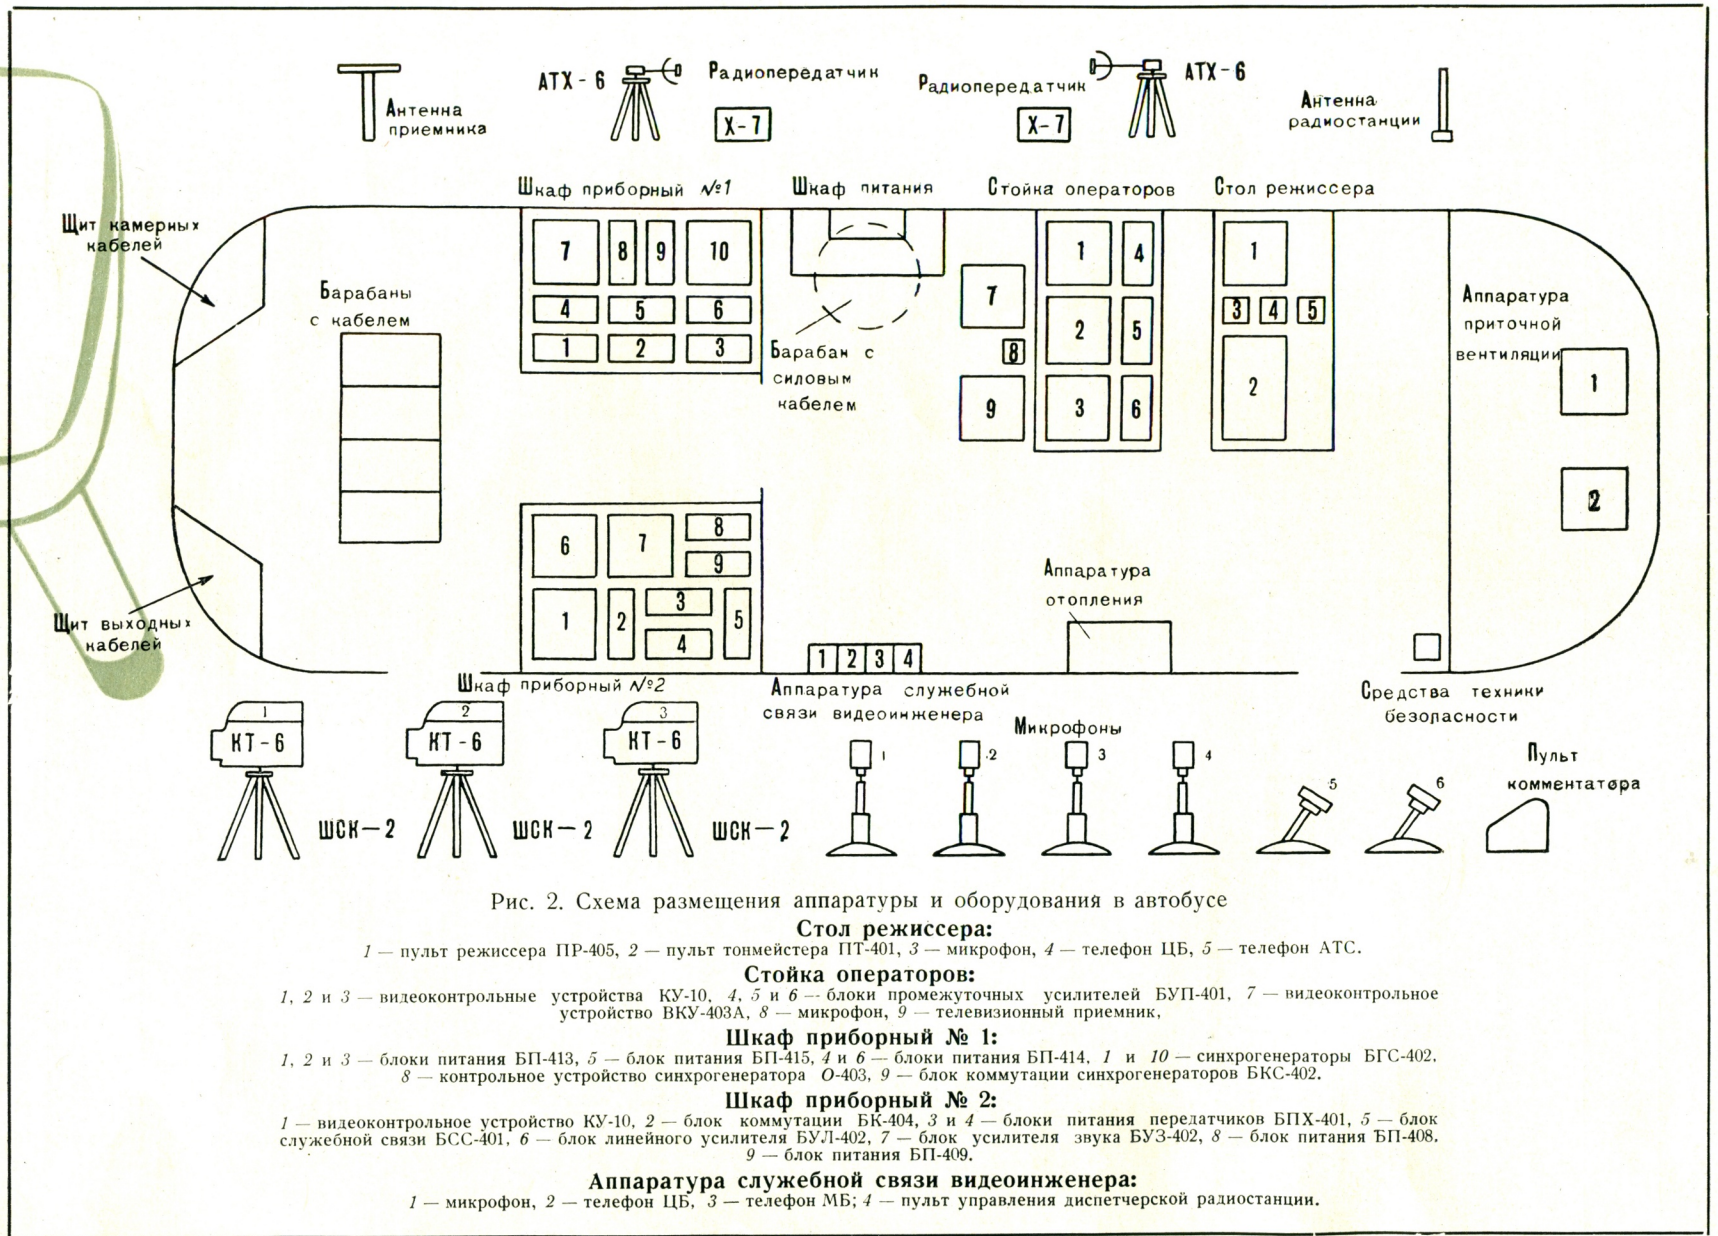 АТХ-6
Радиопередатчик
Х-7
Радиопередатчик
Х-7
АТХ-6
Антенна
приемника
Антенна
радиостанции
Шкаф приборный №1
Шкаф питания
Стойка операторов
Стол режиссера
Щит камерных
кабелей
Барабаны
с кабелем
7 8 9 10
4 5 6
1 2 3
Барабан с
силовым
кабелем
7
8
9
1 4
2 5
3 6
1
3 4 5
2
Аппаратура
приточной
вентиляции
1
2
Щит выходных
кабелей
6 7 8
9
1 2 3 5
4
Шкаф приборный №2
1 2 3 4
Аппаратура служебной
связи видеоинженера
Аппаратура
отопления
Средства техники
безопасности
1
КТ-6
ШСК-2
2
КТ-6
ШСК-2
3
КТ-6
ШСК-2
Микрофоны
1 2 3 4 5 6
Пульт
комментатора
Рис. 2. Схема размещения аппаратуры и оборудования в автобусе
Стол режиссера:
1 — пульт режиссера ПР-405, 2 — пульт тонмейстера ПТ-401, 3 — микрофон, 4 — телефон ЦБ, 5 — телефон АТС.
Стойка операторов:
1, 2 и 3 — видеоконтрольные устройства КУ-10, 4, 5 и 6 — блоки промежуточных усилителей БУП-401, 7 — видеоконтрольное
устройство ВКУ-403А, 8 — микрофон, 9 — телевизионный приемник,
Шкаф приборный № 1:
1, 2 и 3 — блоки питания БП-413, 5 — блок питания БП-415, 4 и 6 — блоки питания БП-414, 1 и 10 — синхрогенераторы БГС-402,
8 — контрольное устройство синхрогенератора О-403, 9 — блок коммутации синхрогенераторов БКС-402.
Шкаф приборный № 2:
1 — видеоконтрольное устройство КУ-10, 2 — блок коммутации БК-404, 3 и 4 — блоки питания передатчиков БПХ-401, 5 — блок
служебной связи БСС-401, 6 — блок линейного усилителя БУЛ-402, 7 — блок усилителя звука БУЗ-402, 8 — блок питания БП-408,
9 — блок питания БП-409.
Аппаратура служебной связи видеоинженера:
1 — микрофон, 2 — телефон ЦБ, 3 — телефон МБ; 4 — пульт управления диспетчерской радиостанции.